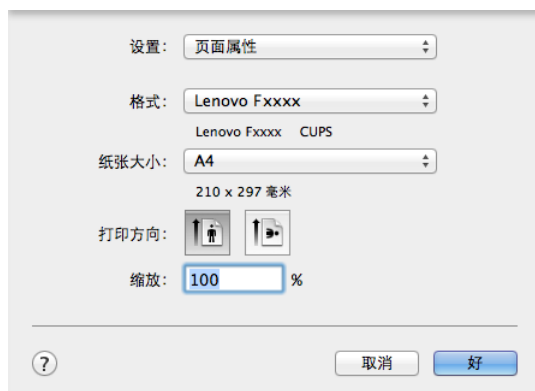 设置: 页面属性
格式: Lenovo Fxxxx
Lenovo Fxxxx CUPS
纸张大小: A4
210 x 297 毫米
打印方向:
缩放: 100 %
? 取消 好